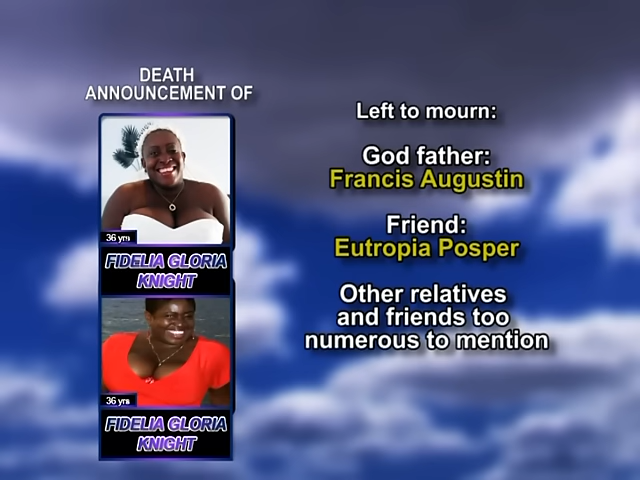 DEATH
ANNOUNCEMENT OF
36 yrs
FIDELIA GLORIA
KNIGHT
36 yrs
FIDELIA GLORIA
KNIGHT
Left to mourn:
God father:
Francis Augustin
Friend:
Eutropia Posper
Other relatives
and friends too
numerous to mention